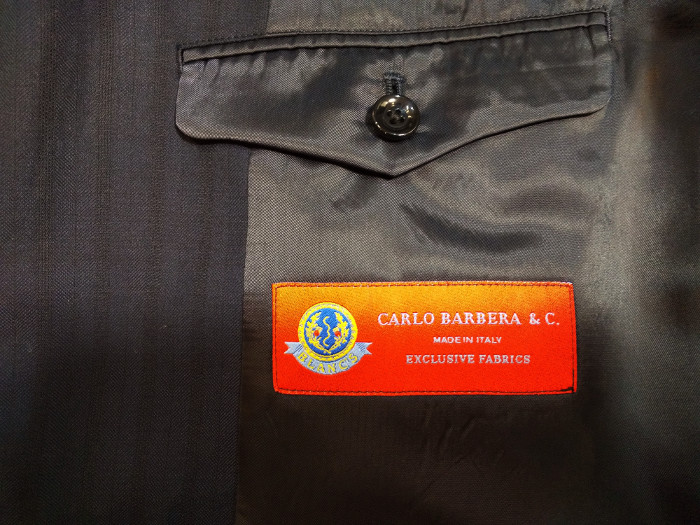 CARLO BARBERA & C.
MADE IN ITALY
EXCLUSIVE FABRICS